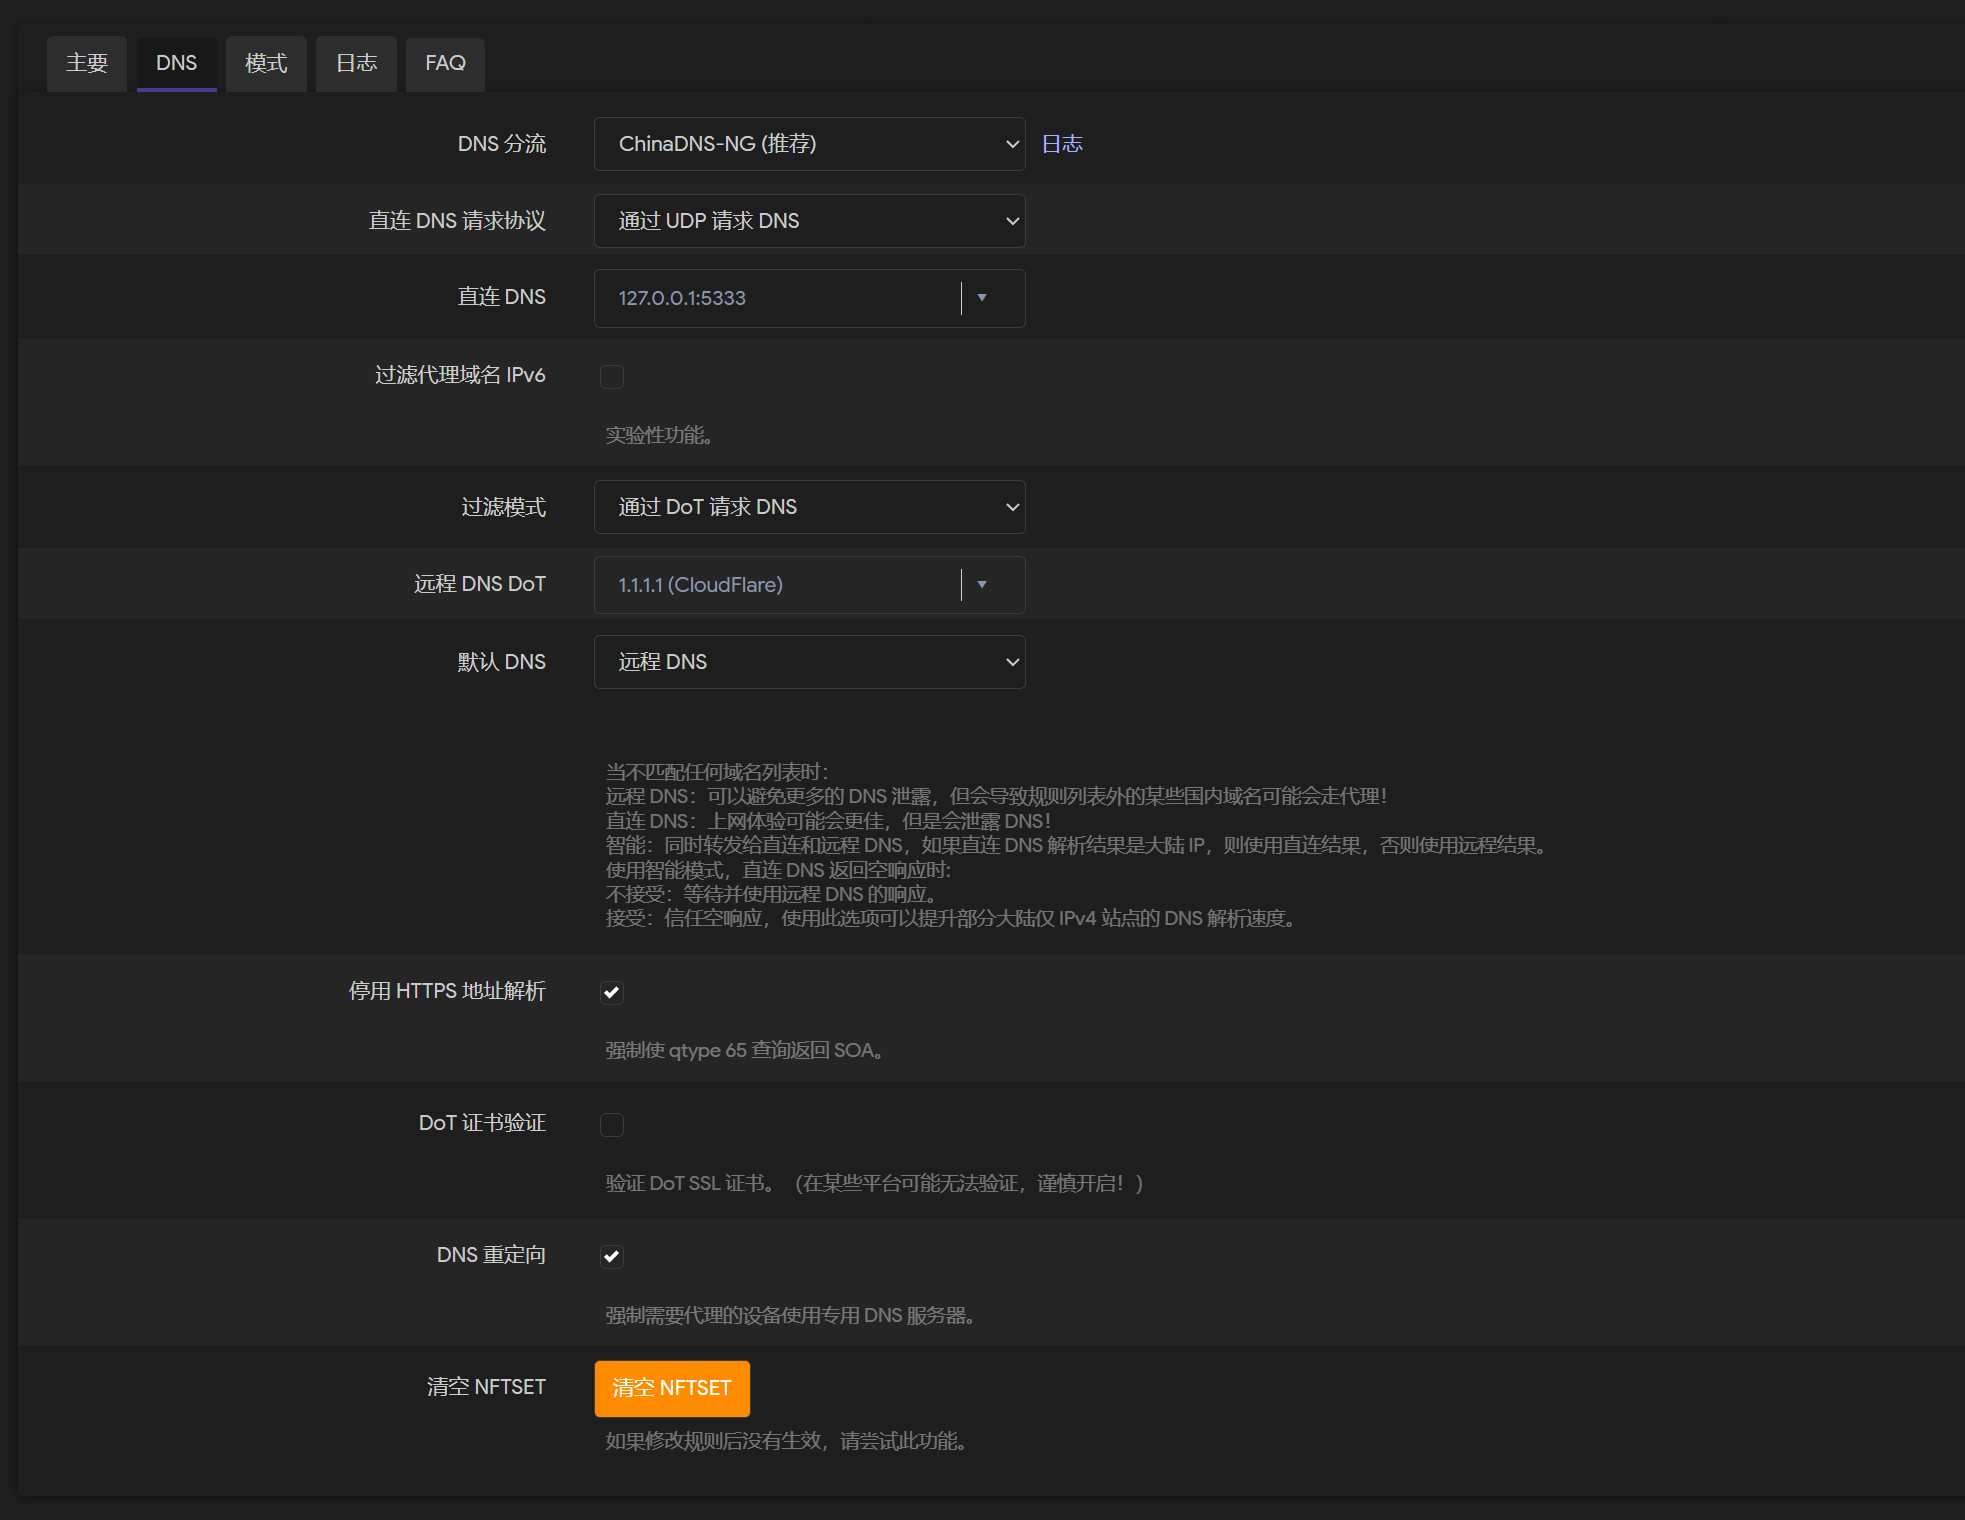 主要
DNS
模式
日志
FAQ
DNS 分流
ChinaDNS-NG (推荐)
日志
直连 DNS 请求协议
通过 UDP 请求 DNS
直连 DNS
127.0.0.1:5333
过滤代理域名 IPv6
实验性功能。
过滤模式
通过 DoT 请求 DNS
远程 DNS DoT
1.1.1.1 (CloudFlare)
默认 DNS
远程 DNS
当不匹配任何域名列表时：
远程 DNS：可以避免更多的 DNS 泄露，但会导致规则列表外的某些国内域名可能会走代理！
直连 DNS：上网体验可能会更佳，但是会泄露 DNS！
智能：同时转发给直连和远程 DNS，如果直连 DNS 解析结果是大陆 IP，则使用直连结果，否则使用远程结果。
使用智能模式，直连 DNS 返回空响应时:
不接受：等待并使用远程 DNS 的响应。
接受：信任空响应，使用此选项可以提升部分大陆仅 IPv4 站点的 DNS 解析速度。
停用 HTTPS 地址解析
强制使 qtype 65 查询返回 SOA。
DoT 证书验证
验证 DoT SSL 证书。（在某些平台可能无法验证，谨慎开启！）
DNS 重定向
强制需要代理的设备使用专用 DNS 服务器。
清空 NFTSET
清空 NFTSET
如果修改规则后没有生效，请尝试此功能。